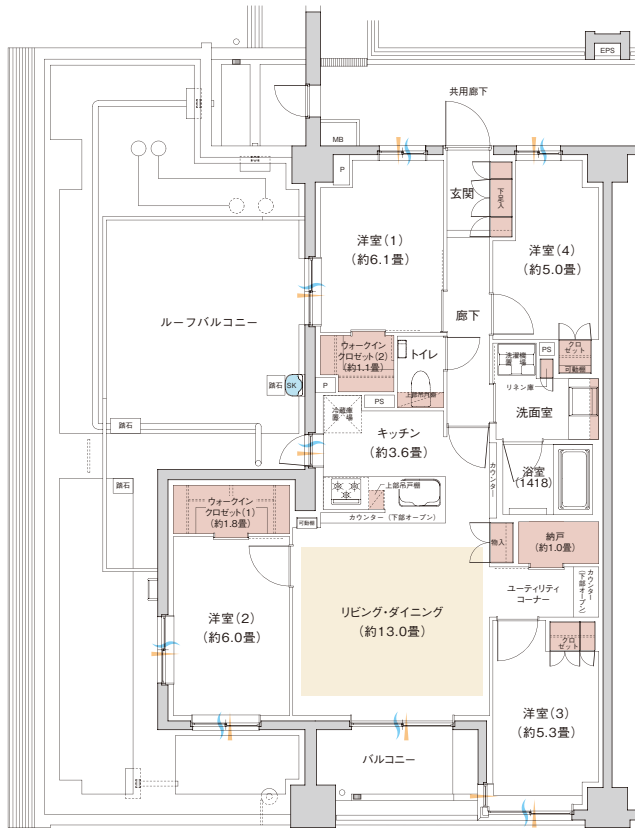 EPS
共用廊下
MB
P
玄関
下足入
洋室(1)
(約6.1畳)
洋室(4)
(約5.0畳)
ルーフバルコニー
廊下
ウォークイン
クロゼット(2)
(約1.1畳)
トイレ
洗濯機
置場
PS
クロ
ゼット
可動棚
踏石
SK
P
PS
上部吊戸棚
リネン庫
洗面室
冷蔵庫
置場
キッチン
(約3.6畳)
踏石
カウンター
浴室
(1418)
踏石
上部吊戸棚
ウォークイン
クロゼット(1)
(約1.8畳)
可動棚
カウンター(下部オープン)
物入
納戸
(約1.0畳)
ユーティリティ
コーナー
カウンター
(下部オープン)
洋室(2)
(約6.0畳)
リビング・ダイニング
(約13.0畳)
クロ
ゼット
洋室(3)
(約5.3畳)
バルコニー